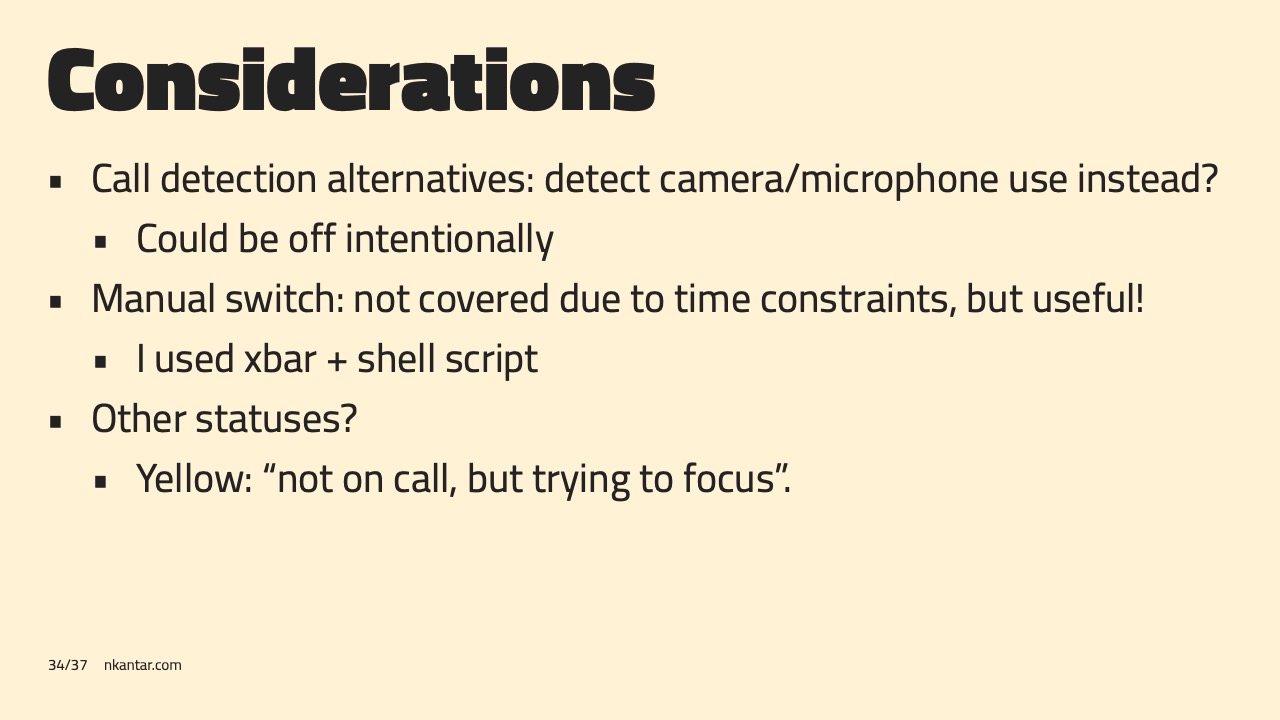 Considerations
▪ Call detection alternatives: detect camera/microphone use instead?
▪ Could be off intentionally
▪ Manual switch: not covered due to time constraints, but useful!
▪ I used xbar + shell script
▪ Other statuses?
▪ Yellow: “not on call, but trying to focus”.
34/37 nkantar.com